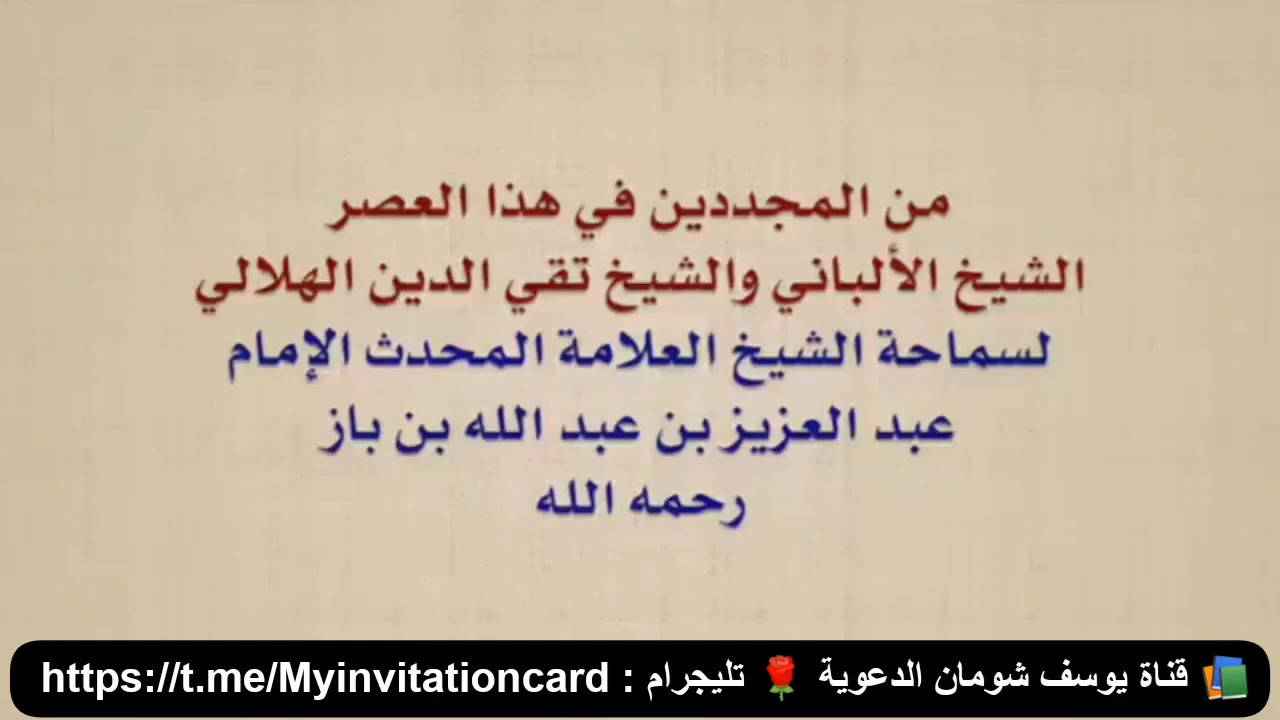 من المجددين في هذا العصر
الشيخ الألباني والشيخ تقي الدين الهلالي
لسماحة الشيخ العلامة المحدث الإمام
عبد العزيز بن عبد الله بن باز
رحمه الله
قناة يوسف شومان الدعوية 🌹 تليجرام : https://t.me/Myinvitationcard